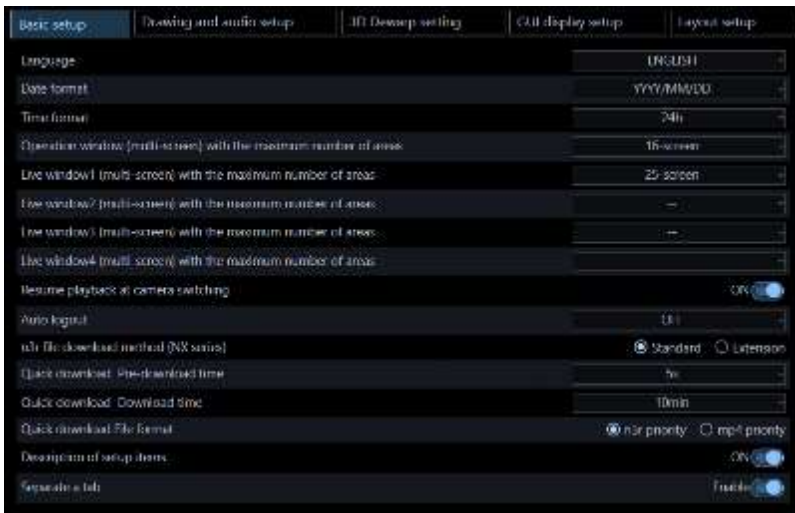 Basic setup
Drawing and audio setup
3D Dewarp setting
GUI display setup
Layout setup
Language ENGLISH
Date format YYYY/MM/DD
Time format 24h
Operation window (multi-screen) with the maximum number of areas 16-screen
Live window1 (multi-screen) with the maximum number of areas 25-screen
Live window2 (multi-screen) with the maximum number of areas --
Live window3 (multi-screen) with the maximum number of areas --
Live window4 (multi-screen) with the maximum number of areas
Resume playback at camera switching ON
Auto logout OFF
n3r file download method (NX series) Standard Extension
Quick download Pre-download time 5s
Quick download Download time 10min
Quick download File format n3r priority mp4 priority
Description of setup items ON
Separate a tab Enable